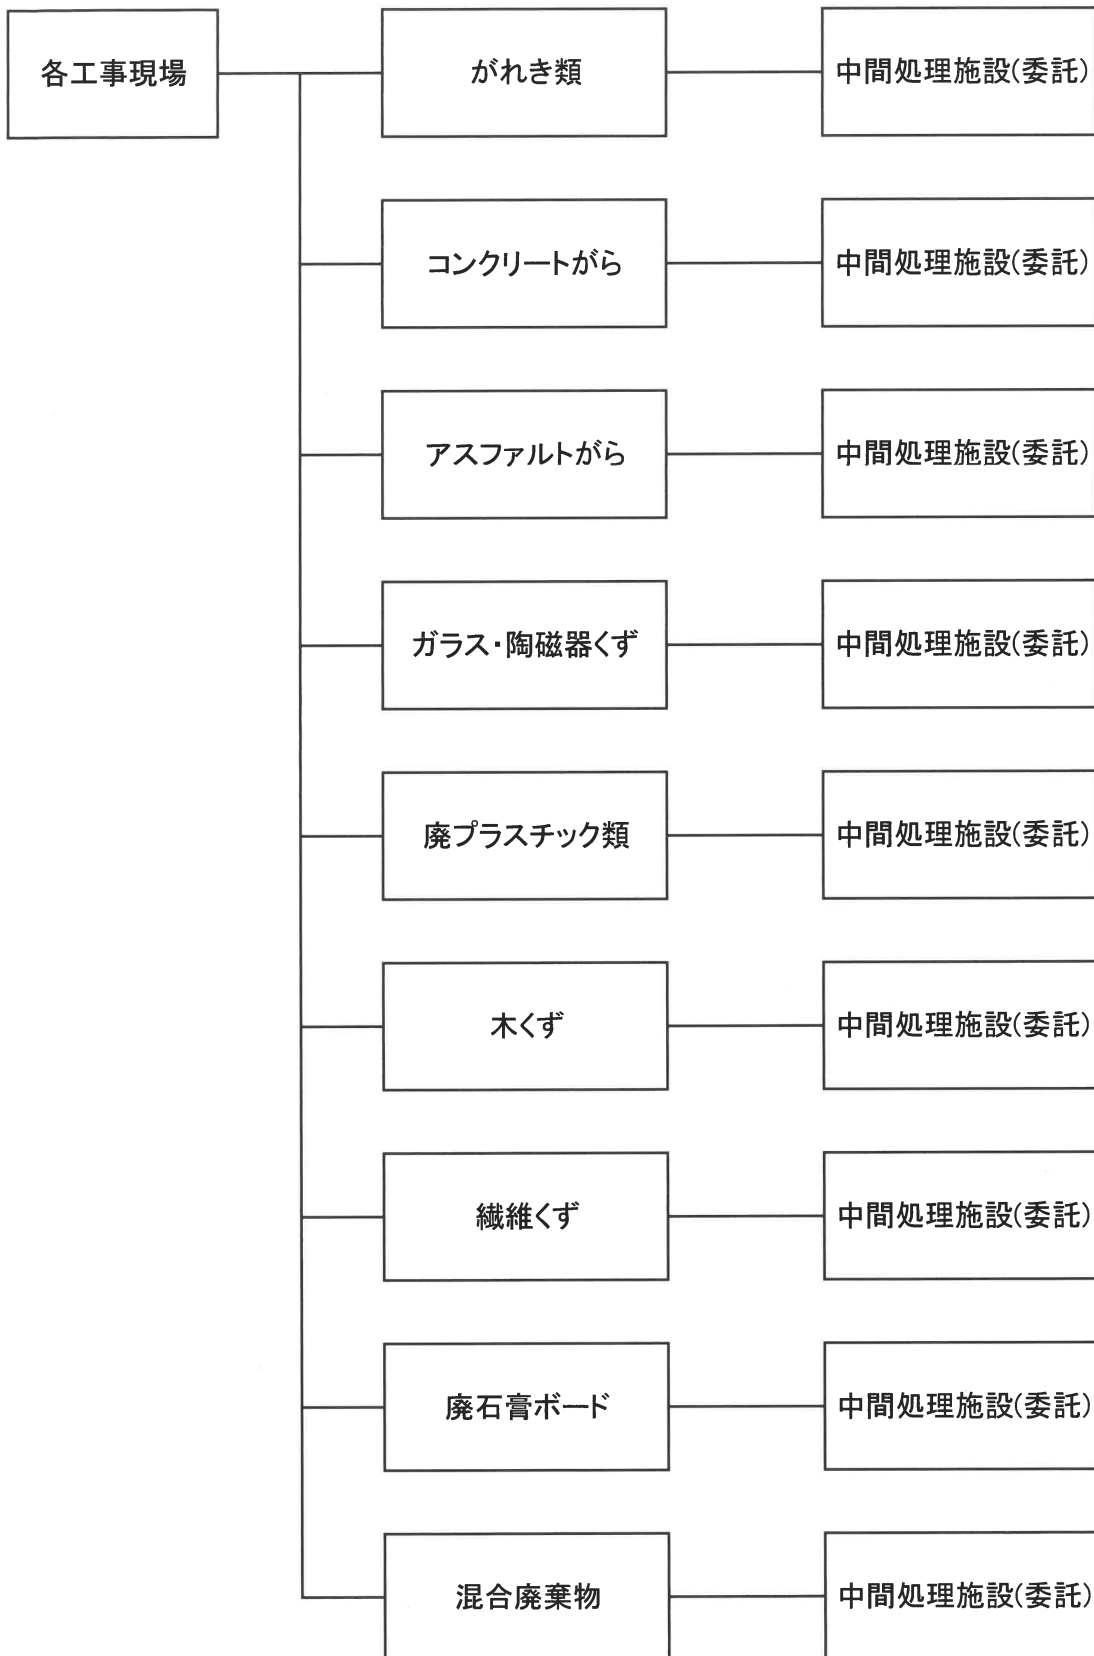 各工事現場
がれき類
中間処理施設(委託)
コンクリートがら
中間処理施設(委託)
アスファルトがら
中間処理施設(委託)
ガラス・陶磁器くず
中間処理施設(委託)
廃プラスチック類
中間処理施設(委託)
木くず
中間処理施設(委託)
繊維くず
中間処理施設(委託)
廃石膏ボード
中間処理施設(委託)
混合廃棄物
中間処理施設(委託)